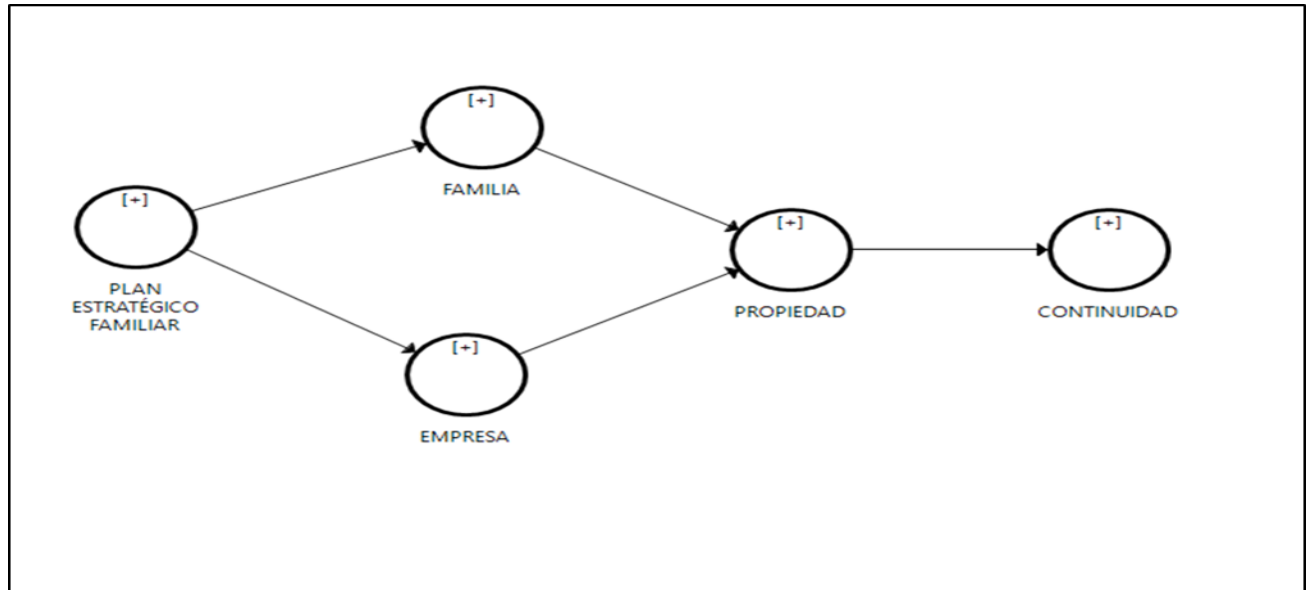 [+]
FAMILIA
[+]
PLAN
ESTRATÉGICO
FAMILIAR
[+]
PROPIEDAD
[+]
CONTINUIDAD
[+]
EMPRESA